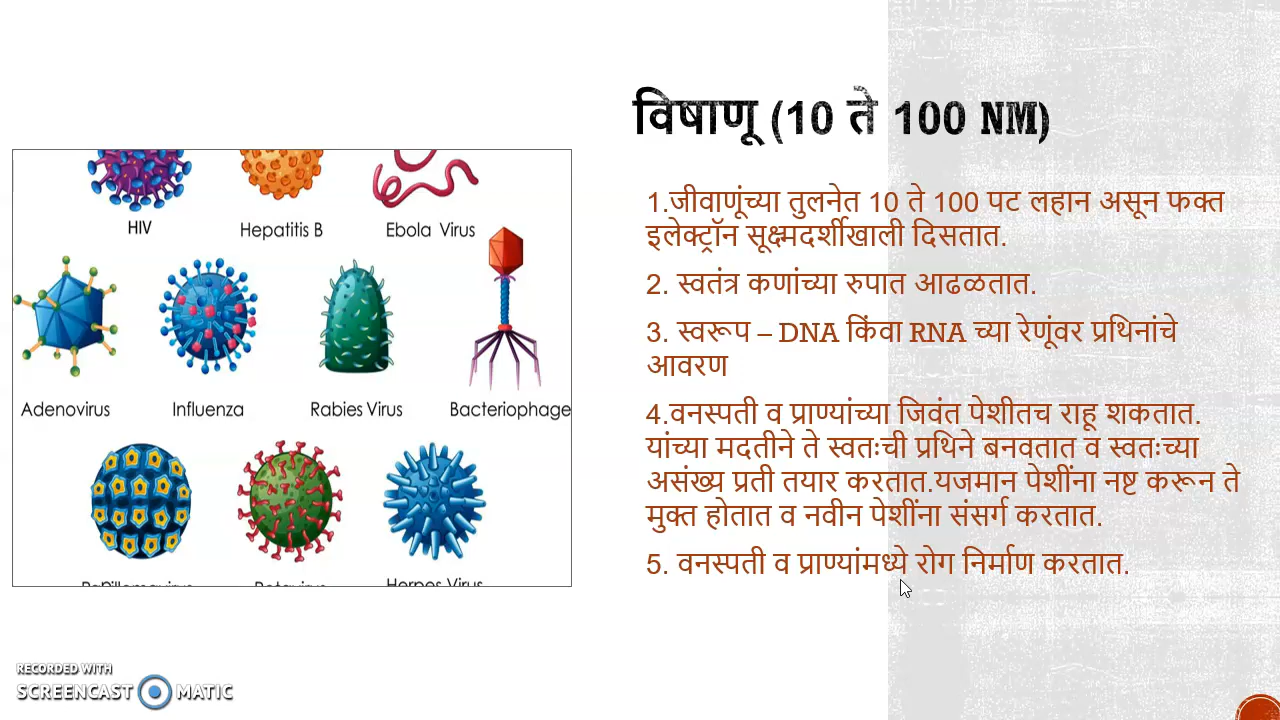 विषाणू (10 ते 100 NM)
HIV
Hepatitis B
Ebola Virus
Adenovirus
Influenza
Rabies Virus
Bacteriophage
Papillomavirus
Rotavirus
Herpes Virus
1.जीवाणूंच्या तुलनेत 10 ते 100 पट लहान असून फक्त
इलेक्ट्रॉन सूक्ष्मदर्शीखाली दिसतात.
2. स्वतंत्र कणांच्या रुपात आढळतात.
3. स्वरूप – DNA किंवा RNA च्या रेणूंवर प्रथिनांचे
आवरण
4.वनस्पती व प्राण्यांच्या जिवंत पेशीतच राहू शकतात.
यांच्या मदतीने ते स्वतःची प्रथिने बनवतात व स्वतःच्या
असंख्य प्रती तयार करतात.यजमान पेशींना नष्ट करून ते
मुक्त होतात व नवीन पेशींना संसर्ग करतात.
5. वनस्पती व प्राण्यांमध्ये रोग निर्माण करतात.
RECORDED WITH
SCREENCAST MATIC